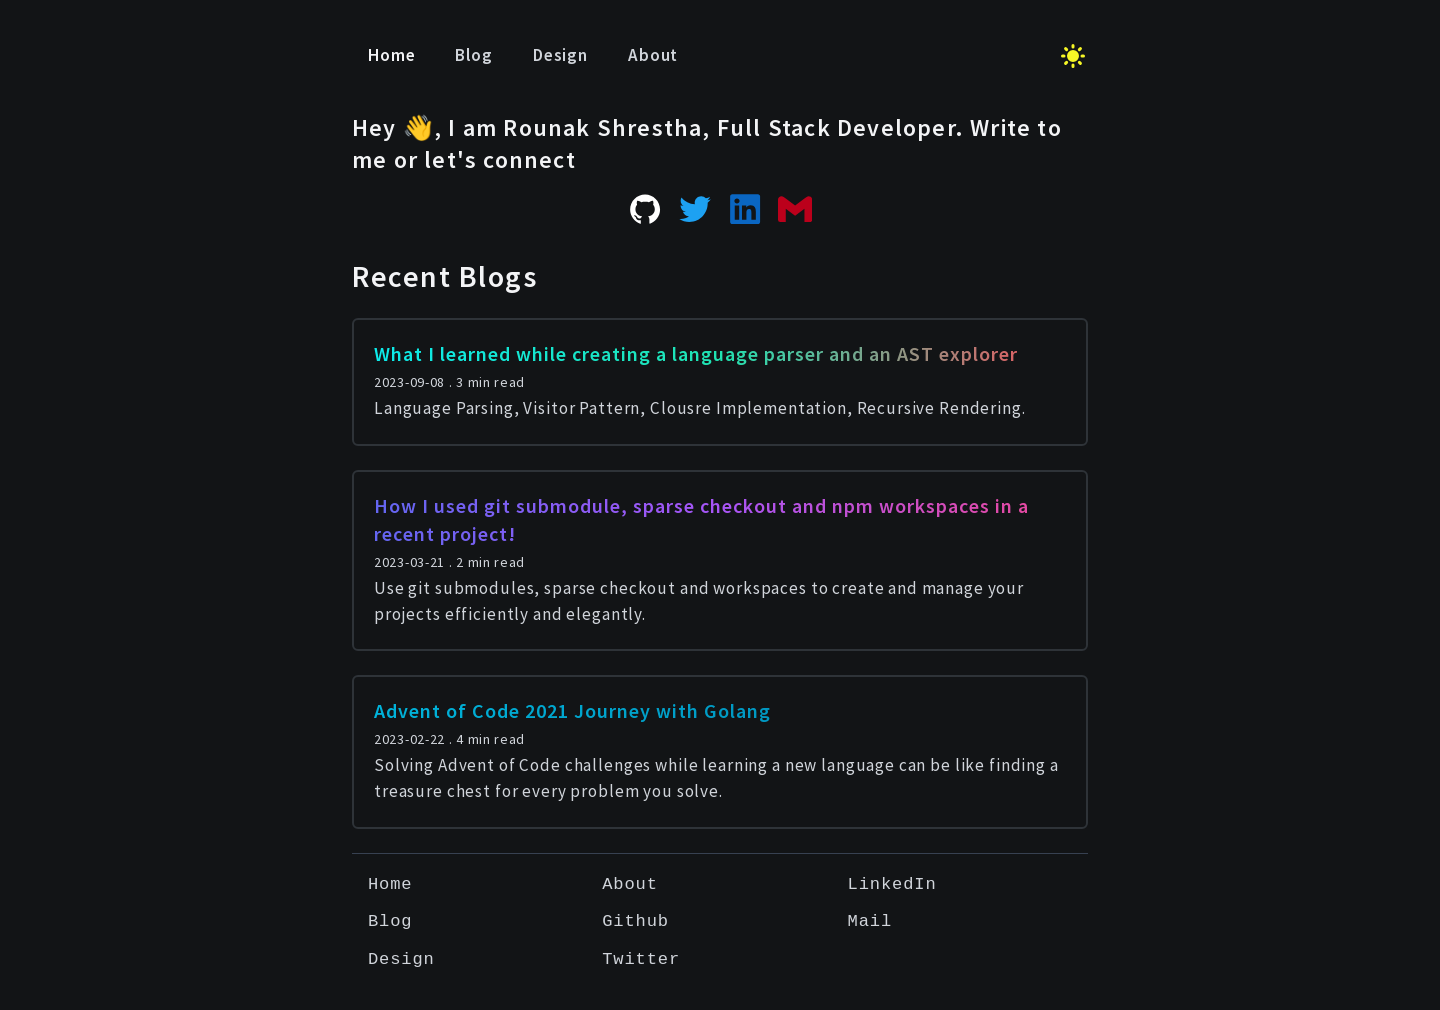 Home Blog Design About
Hey 👋, I am Rounak Shrestha, Full Stack Developer. Write to
me or let's connect
Recent Blogs
What I learned while creating a language parser and an AST explorer
2023-09-08 . 3 min read
Language Parsing, Visitor Pattern, Clousre Implementation, Recursive Rendering.
How I used git submodule, sparse checkout and npm workspaces in a
recent project!
2023-03-21 . 2 min read
Use git submodules, sparse checkout and workspaces to create and manage your
projects efficiently and elegantly.
Advent of Code 2021 Journey with Golang
2023-02-22 . 4 min read
Solving Advent of Code challenges while learning a new language can be like finding a
treasure chest for every problem you solve.
Home About LinkedIn
Blog Github Mail
Design Twitter